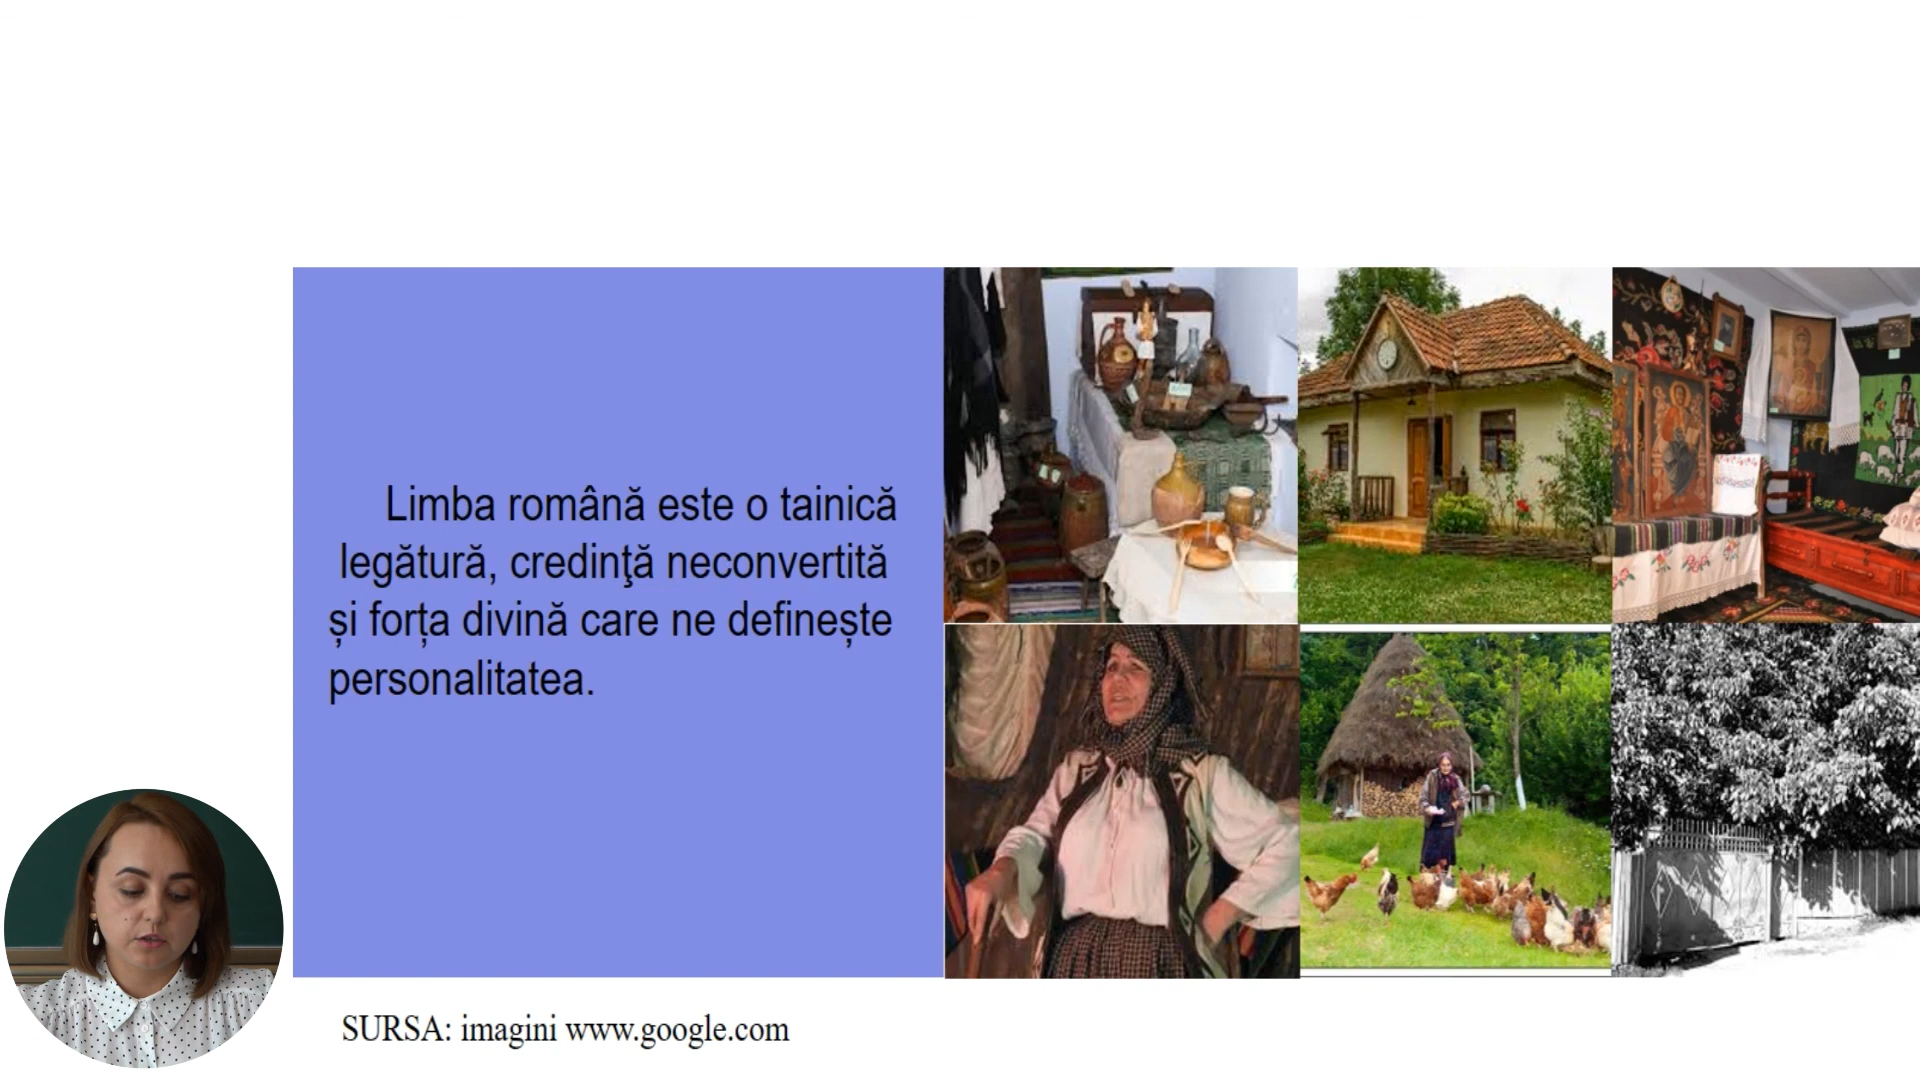 Limba română este o tainică
legătură, credinţă neconvertită
și forța divină care ne definește
personalitatea.
SURSA: imagini www.google.com